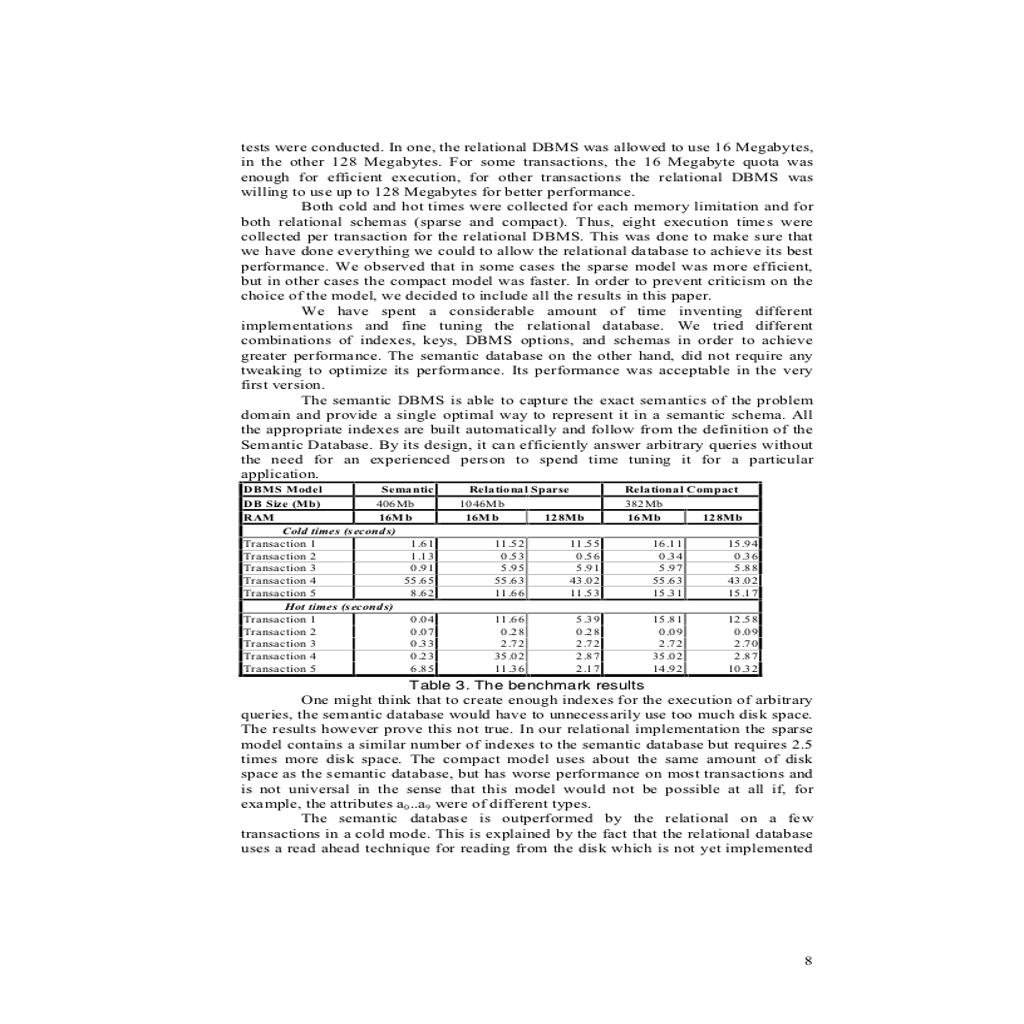 tests were conducted. In one, the relational DBMS was allowed to use 16 Megabytes,
in the other 128 Megabytes. For some transactions, the 16 Megabyte quota was
enough for efficient execution, for other transactions the relational DBMS was
willing to use up to 128 Megabytes for better performance.
Both cold and hot times were collected for each memory limitation and for
both relational schemas (sparse and compact). Thus, eight execution times were
collected per transaction for the relational DBMS. This was done to make sure that
we have done everything we could to allow the relational database to achieve its best
performance. We observed that in some cases the sparse model was more efficient,
but in other cases the compact model was faster. In order to prevent criticism on the
choice of the model, we decided to include all the results in this paper.
We have spent a considerable amount of time inventing different
implementations and fine tuning the relational database. We tried different
combinations of indexes, keys, DBMS options, and schemas in order to achieve
greater performance. The semantic database on the other hand, did not require any
tweaking to optimize its performance. Its performance was acceptable in the very
first version.
The semantic DBMS is able to capture the exact semantics of the problem
domain and provide a single optimal way to represent it in a semantic schema. All
the appropriate indexes are built automatically and follow from the definition of the
Semantic Database. By its design, it can efficiently answer arbitrary queries without
the need for an experienced person to spend time tuning it for a particular
application.
DBMS Model Semantic Relational Sparse Relational Compact
DB Size (Mb) 406Mb 1046Mb 382Mb
RAM 16Mb 16Mb 128Mb 16Mb 128Mb
Cold times (seconds)
Transaction 1 1.61 11.52 11.55 16.11 15.94
Transaction 2 1.13 0.53 0.56 0.34 0.36
Transaction 3 0.91 5.95 5.91 5.97 5.88
Transaction 4 55.65 55.63 43.02 55.63 43.02
Transaction 5 8.62 11.66 11.53 15.31 15.17
Hot times (seconds)
Transaction 1 0.04 11.66 5.39 15.81 12.58
Transaction 2 0.07 0.28 0.28 0.09 0.09
Transaction 3 0.33 2.72 2.72 2.72 2.70
Transaction 4 0.23 35.02 2.87 35.02 2.87
Transaction 5 6.85 11.36 2.17 14.92 10.32
Table 3. The benchmark results
One might think that to create enough indexes for the execution of arbitrary
queries, the semantic database would have to unnecessarily use too much disk space.
The results however prove this not true. In our relational implementation the sparse
model contains a similar number of indexes to the semantic database but requires 2.5
times more disk space. The compact model uses about the same amount of disk
space as the semantic database, but has worse performance on most transactions and
is not universal in the sense that this model would not be possible at all if, for
example, the attributes a₀..a₉ were of different types.
The semantic database is outperformed by the relational on a few
transactions in a cold mode. This is explained by the fact that the relational database
uses a read ahead technique for reading from the disk which is not yet implemented
8